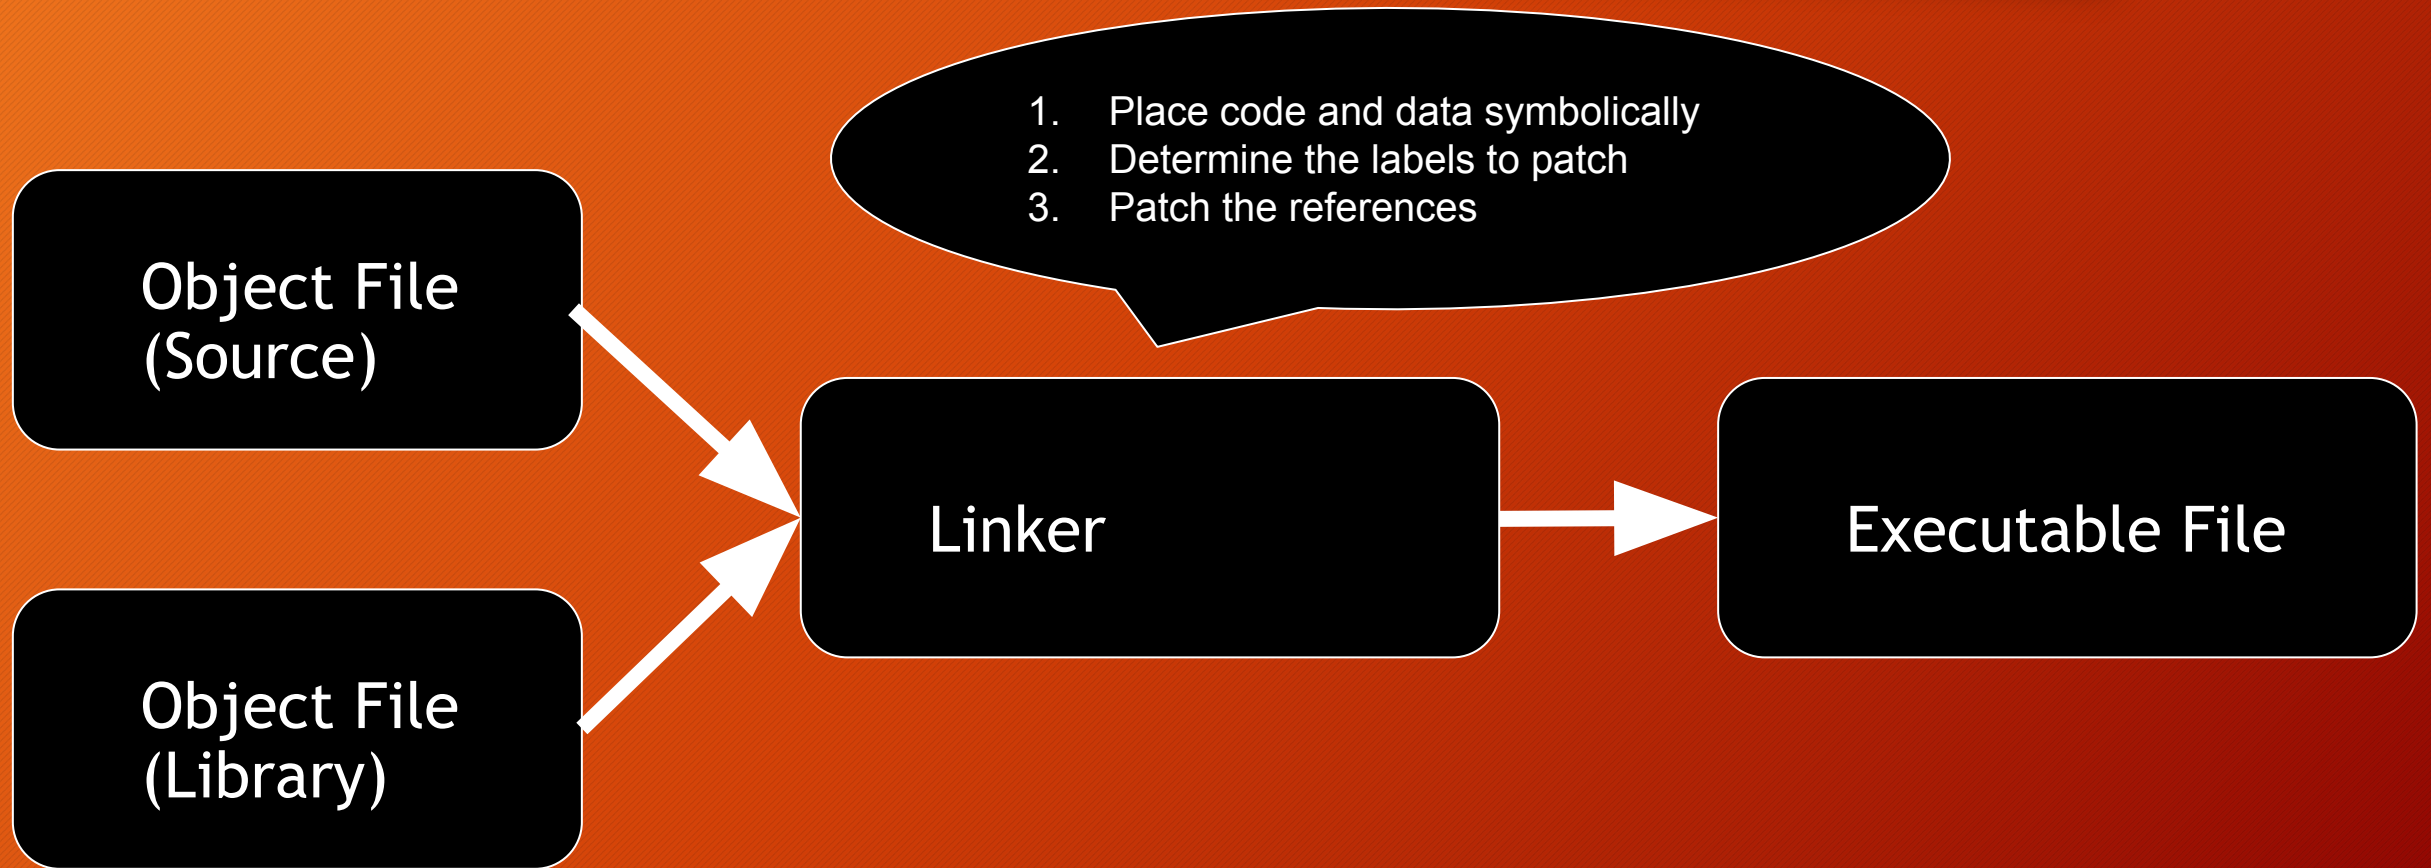 1. Place code and data symbolically
2. Determine the labels to patch
3. Patch the references
Object File
(Source)
Linker
Executable File
Object File
(Library)